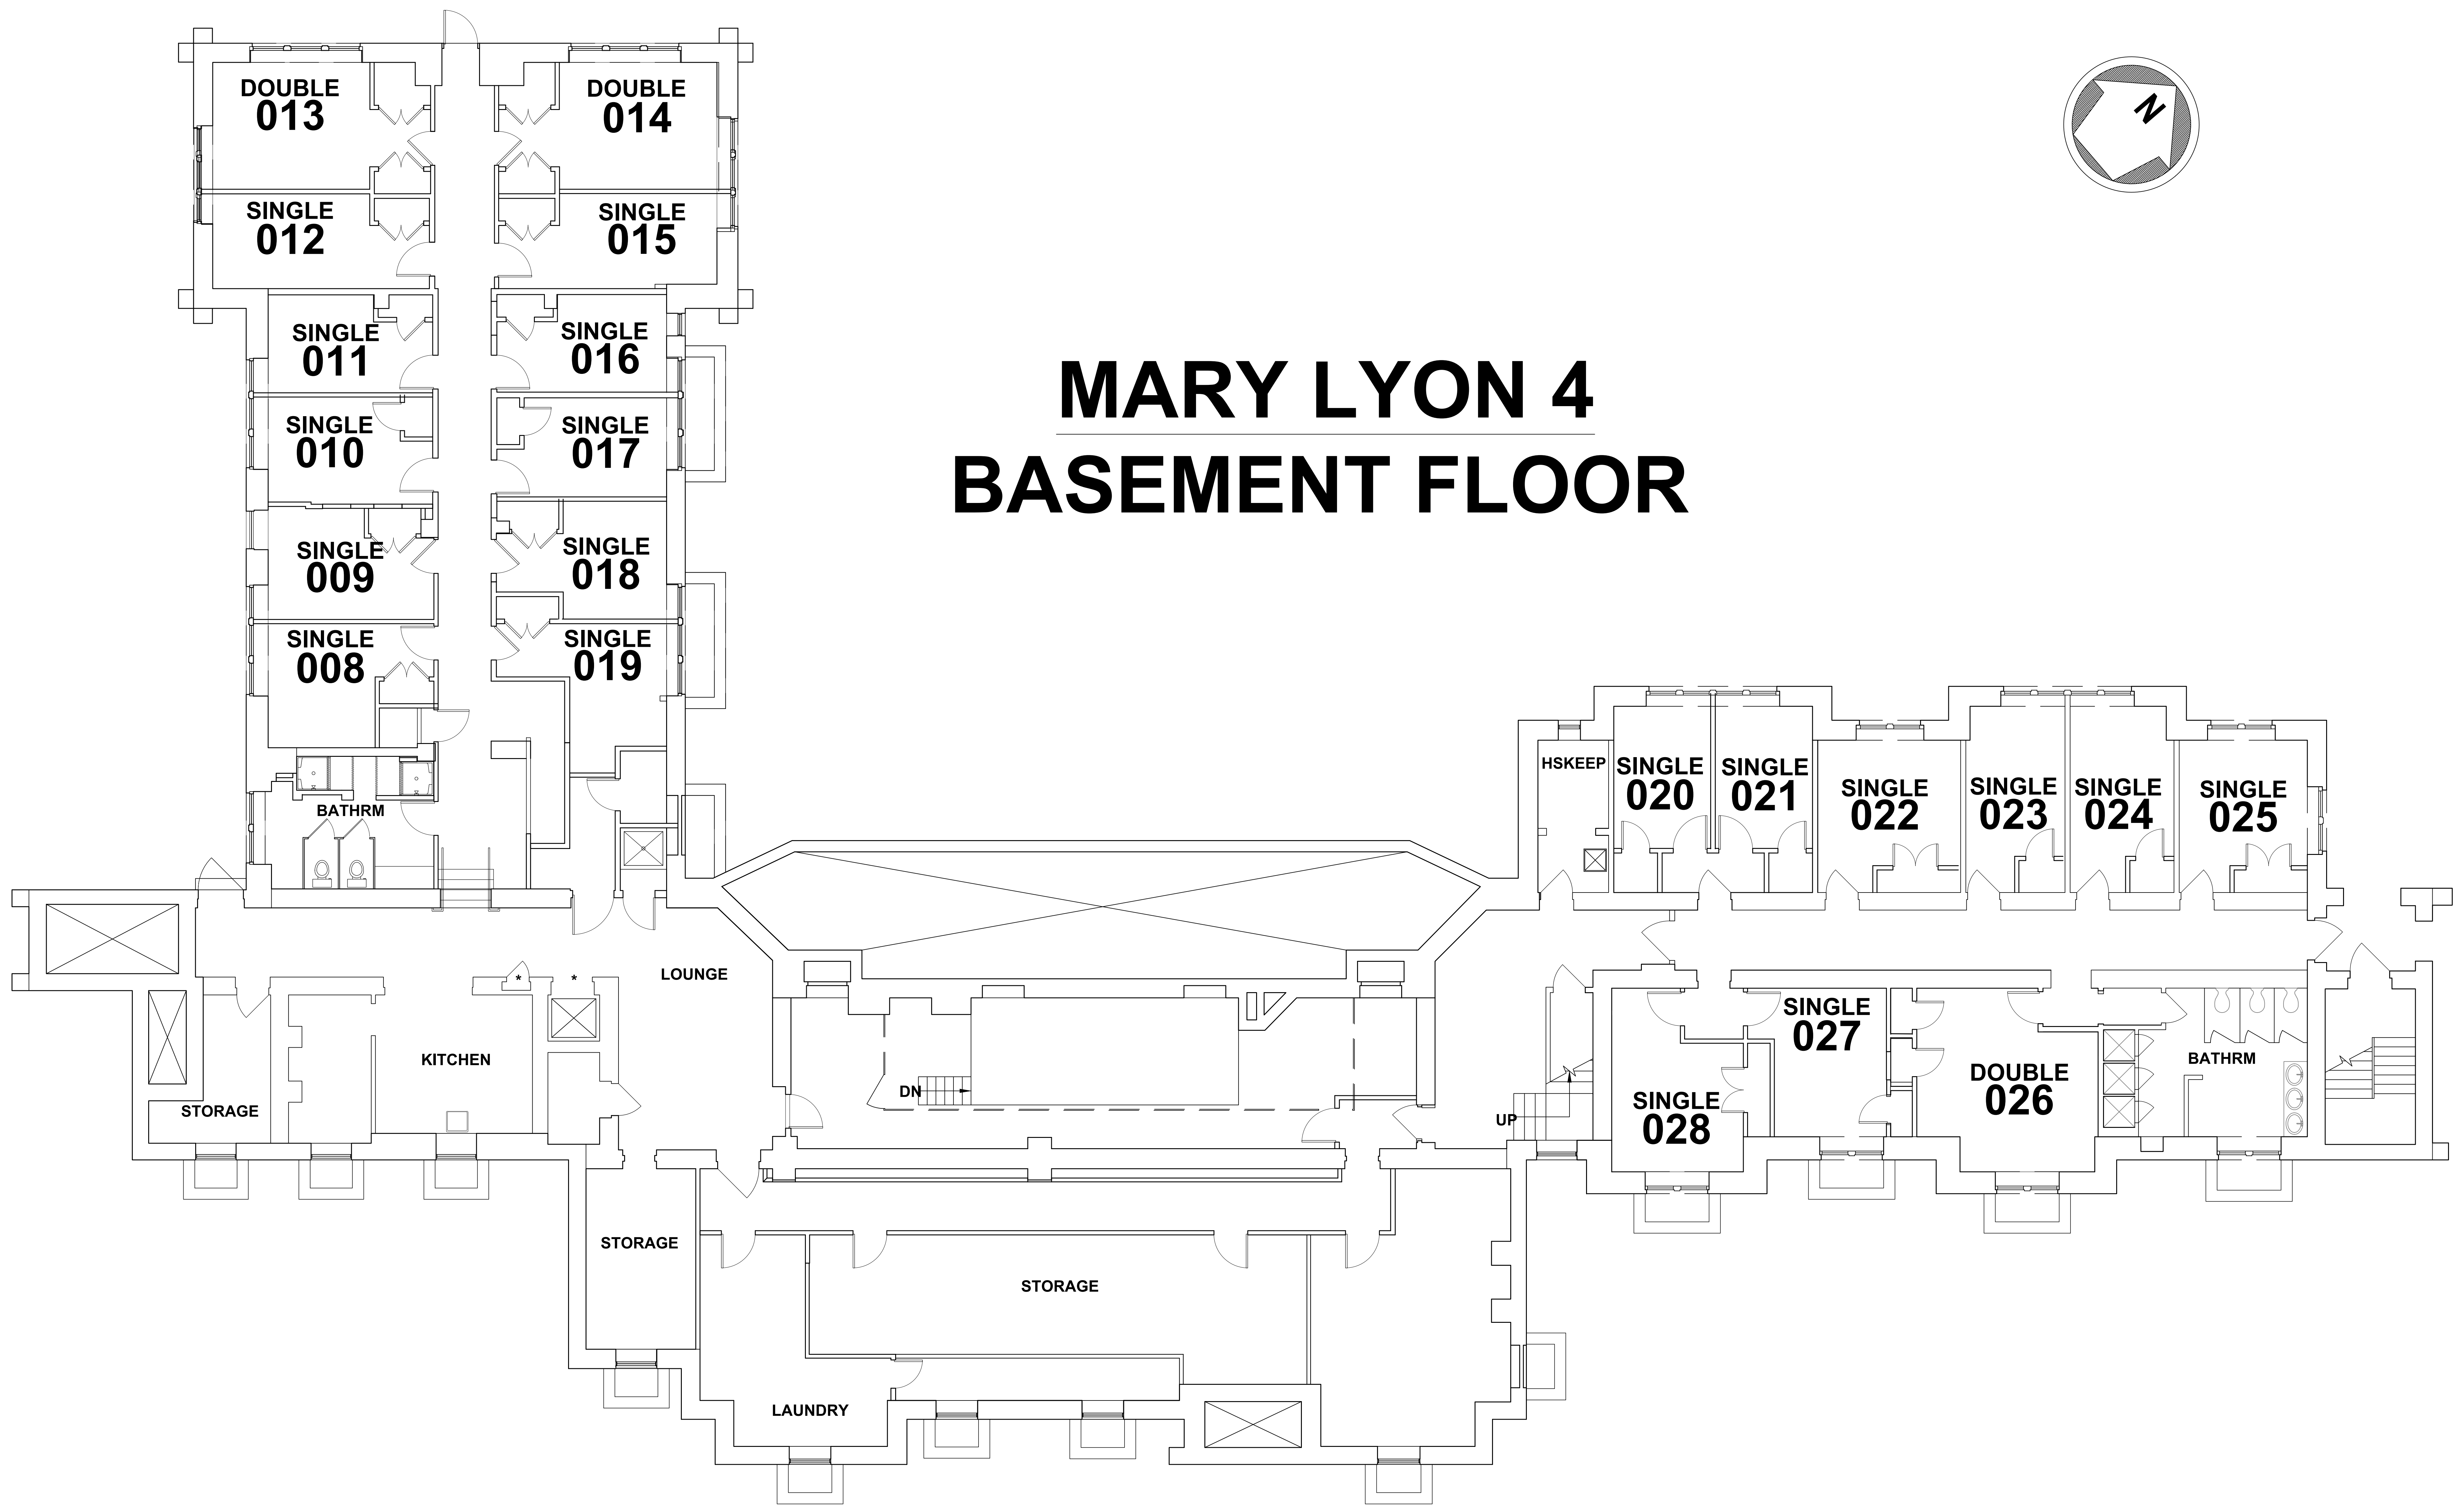 DOUBLE
013
DOUBLE
014
N
SINGLE
012
SINGLE
015
SINGLE
011
SINGLE
016
MARY LYON 4
BASEMENT FLOOR
SINGLE
010
SINGLE
017
SINGLE
009
SINGLE
018
SINGLE
008
SINGLE
019
BATHRM
HSKEEP
SINGLE
020
SINGLE
021
SINGLE
022
SINGLE
023
SINGLE
024
SINGLE
025
*
*
LOUNGE
KITCHEN
STORAGE
DN
UP
SINGLE
028
SINGLE
027
DOUBLE
026
BATHRM
STORAGE
STORAGE
LAUNDRY